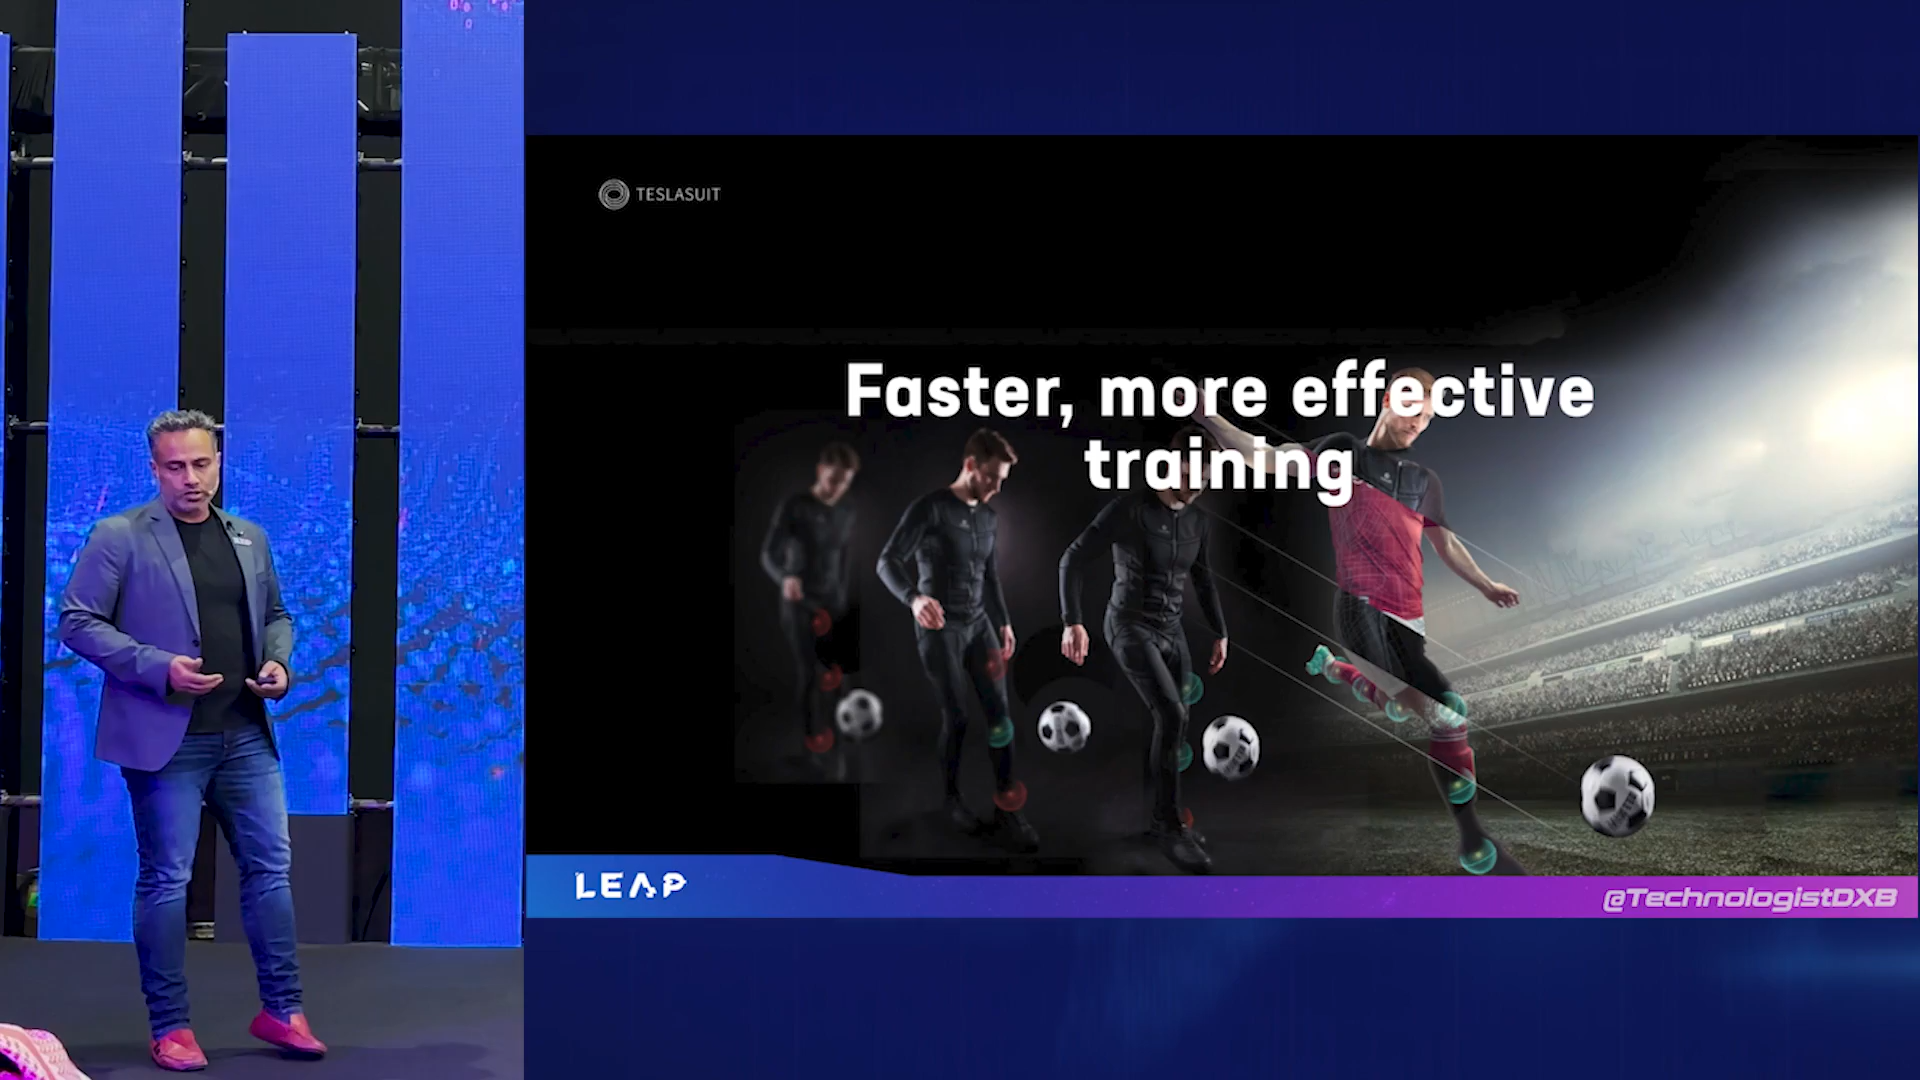 TESLASUIT
Faster, more effective
training
LEAP
@TechnologistDXB